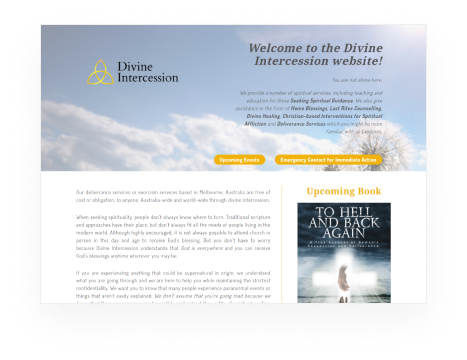 Welcome to the Divine
Intercession website!
Divine
Intercession
You are not alone here.
We provide a number of spiritual services, including teaching and
education for those Seeking Spiritual Guidance. We also give
assistance in the form of Home Blessings, Last Rites Counselling,
Divine Healing, Christian-based Interventions for Spiritual
Affliction and Deliverance Services which you might be more
familiar with as Exorcism.
Upcoming Events
Emergency Contact for Immediate Action
Our deliverance services or exorcism services based in Melbourne, Australia are free of
cost or obligation, to anyone, Australia-wide and world-wide through divine intercession.
When seeking spirituality, people don't always know where to turn. Traditional scripture
and approaches have their place, but don't always fit all the needs of people living in the
modern world. Although highly encouraged, it is not always possible to attend church in
person in this day and age to receive God's blessing. But you don't have to worry
because Divine Intercession understands that God is everywhere and you can receive
God's blessings anytime wherever you may be.
If you are experiencing anything that could be supernatural in origin, we understand
what you are going through and we are here to help you while maintaining the strictest
confidentiality. We want you to know that many people experience paranormal events or
things that aren't easily explained. We don't assume that you're going mad because we
Upcoming Book
TO HELL
AND BACK
AGAIN